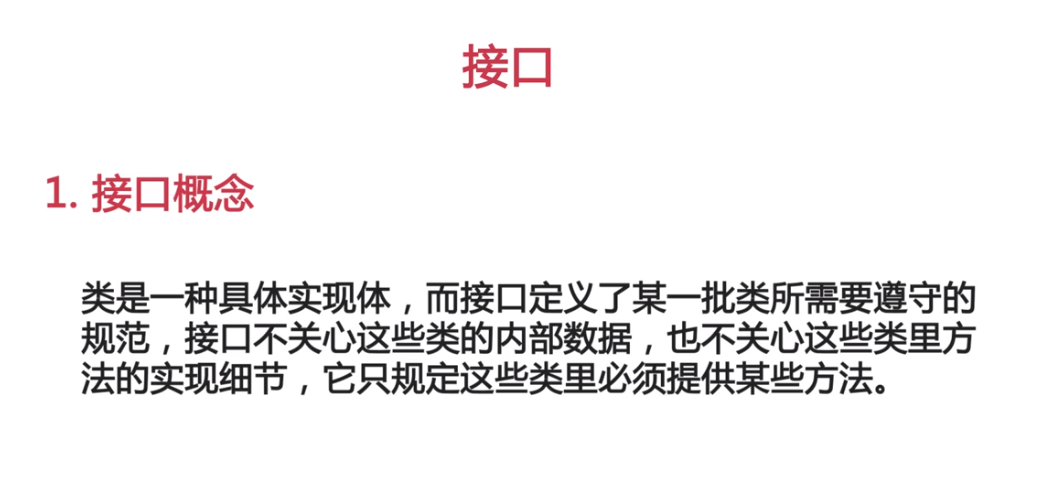 接口
1. 接口概念
类是一种具体实现体，而接口定义了某一批类所需要遵守的
规范，接口不关心这些类的内部数据，也不关心这些类里方
法的实现细节，它只规定这些类里必须提供某些方法。